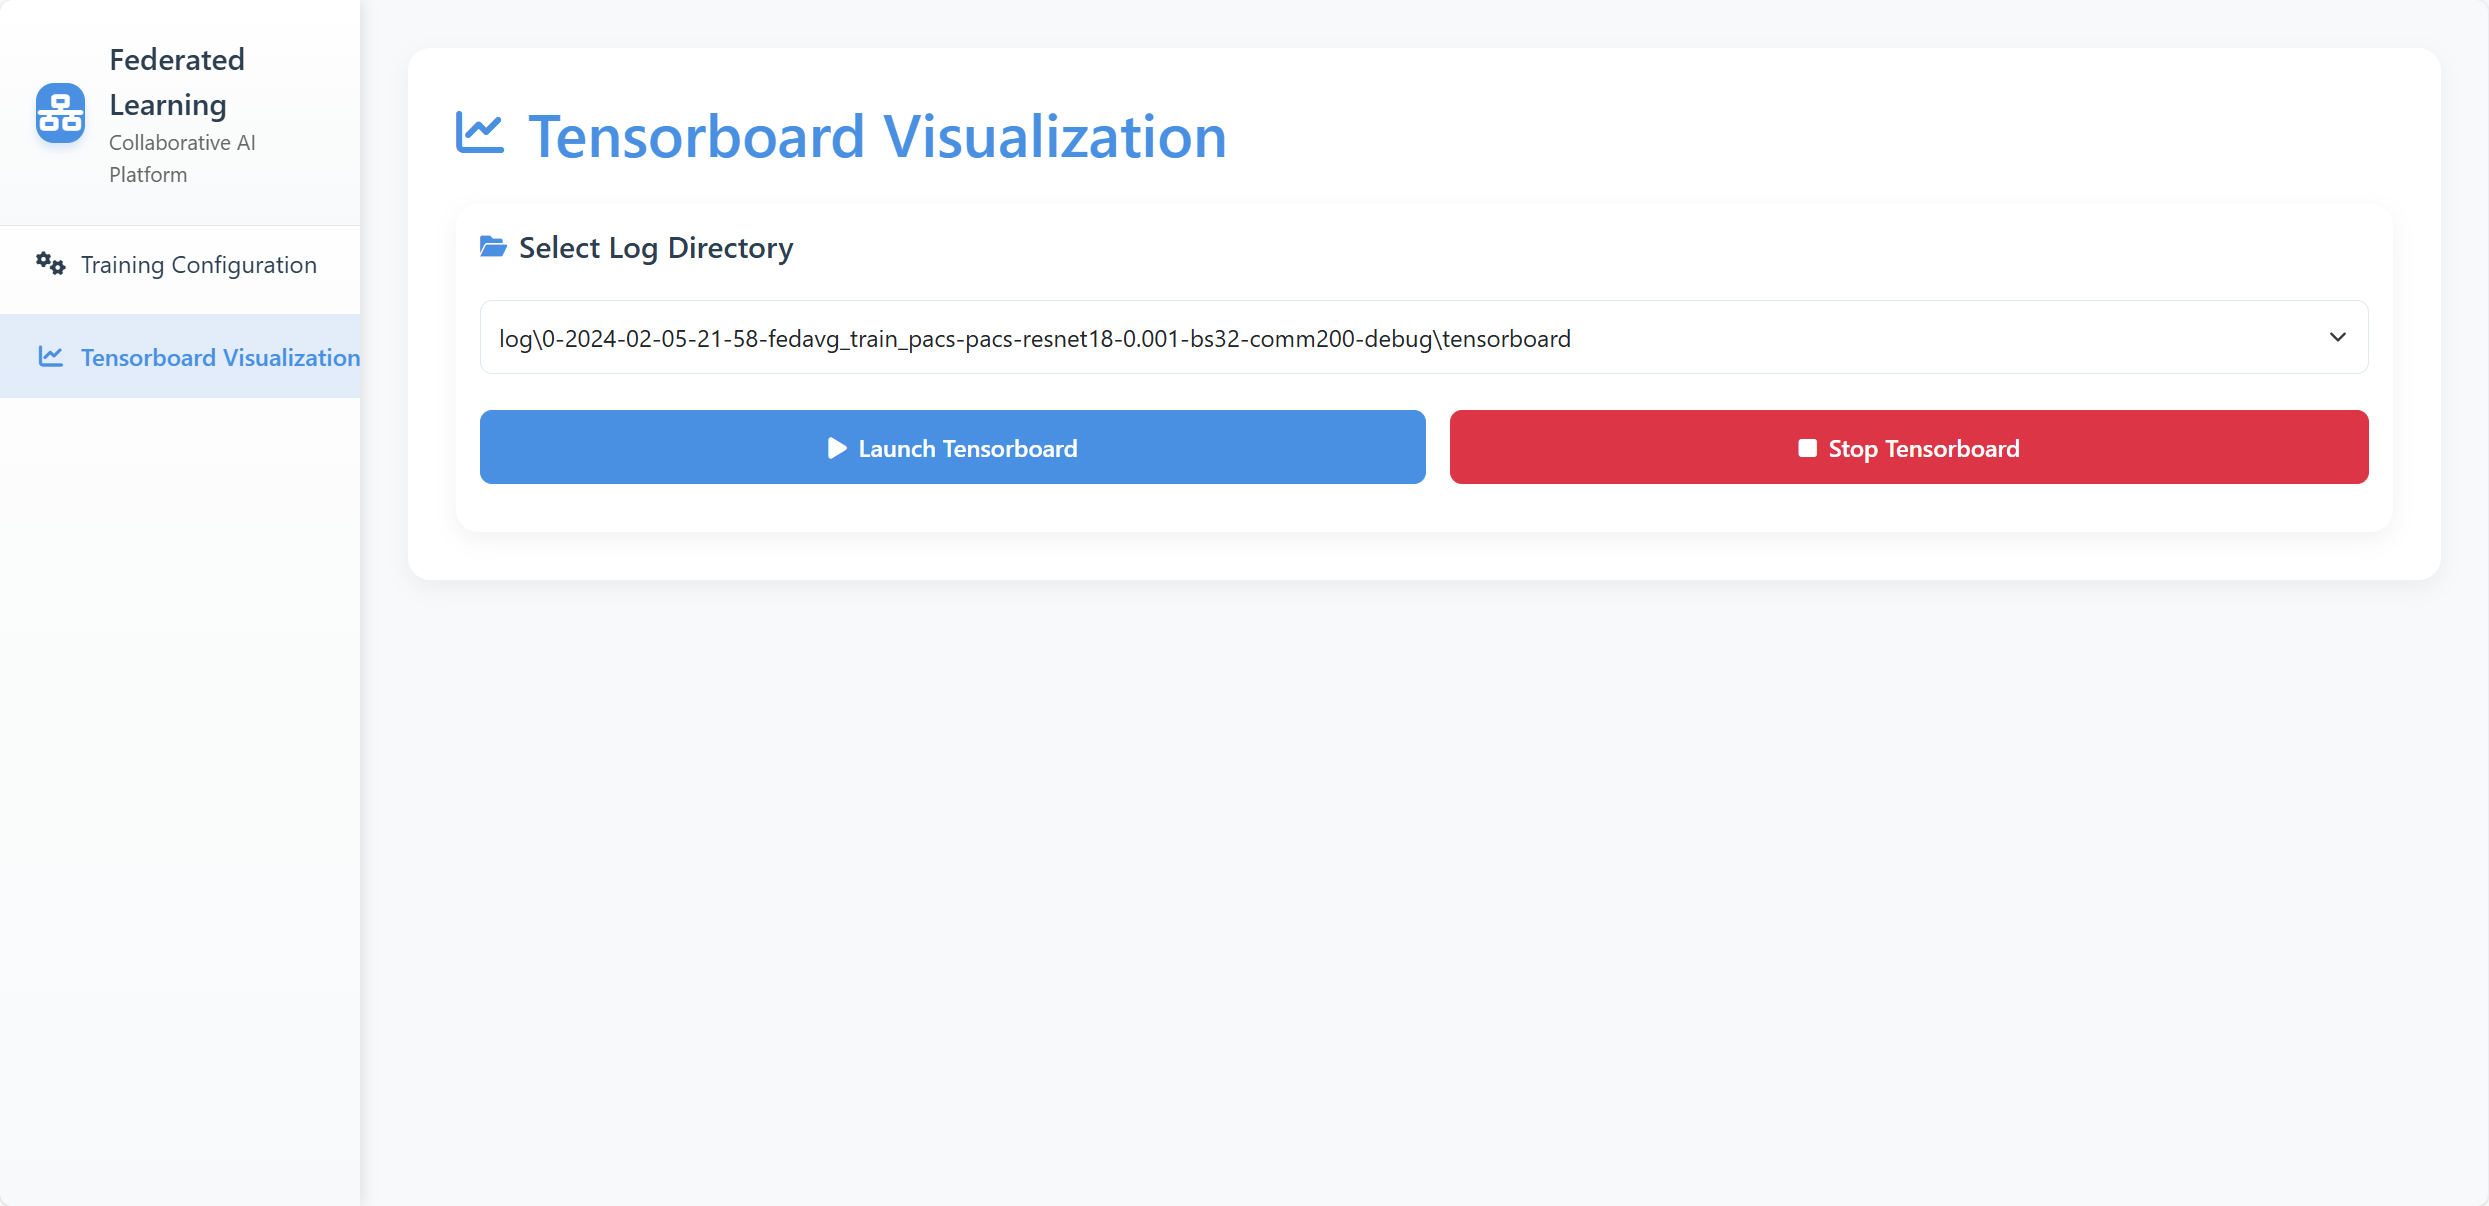 Federated
Learning
Collaborative AI
Platform
Training Configuration
Tensorboard Visualization
Tensorboard Visualization
Select Log Directory
log\0-2024-02-05-21-58-fedavg_train_pacs-pacs-resnet18-0.001-bs32-comm200-debug\tensorboard
Launch Tensorboard
Stop Tensorboard